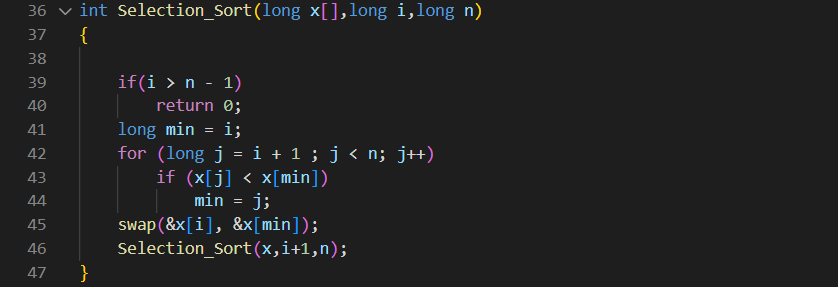 36 int Selection_Sort(long x[],long i,long n)
37 {
38
39 if(i > n - 1)
40 return 0;
41 long min = i;
42 for (long j = i + 1 ; j < n; j++)
43 if (x[j] < x[min])
44 min = j;
45 swap(&x[i], &x[min]);
46 Selection_Sort(x,i+1,n);
47 }